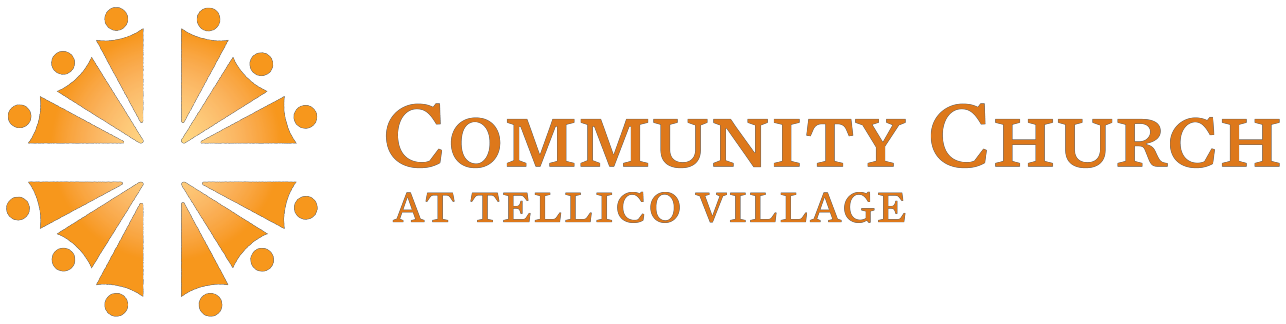 COMMUNITY CHURCH
AT TELLICO VILLAGE